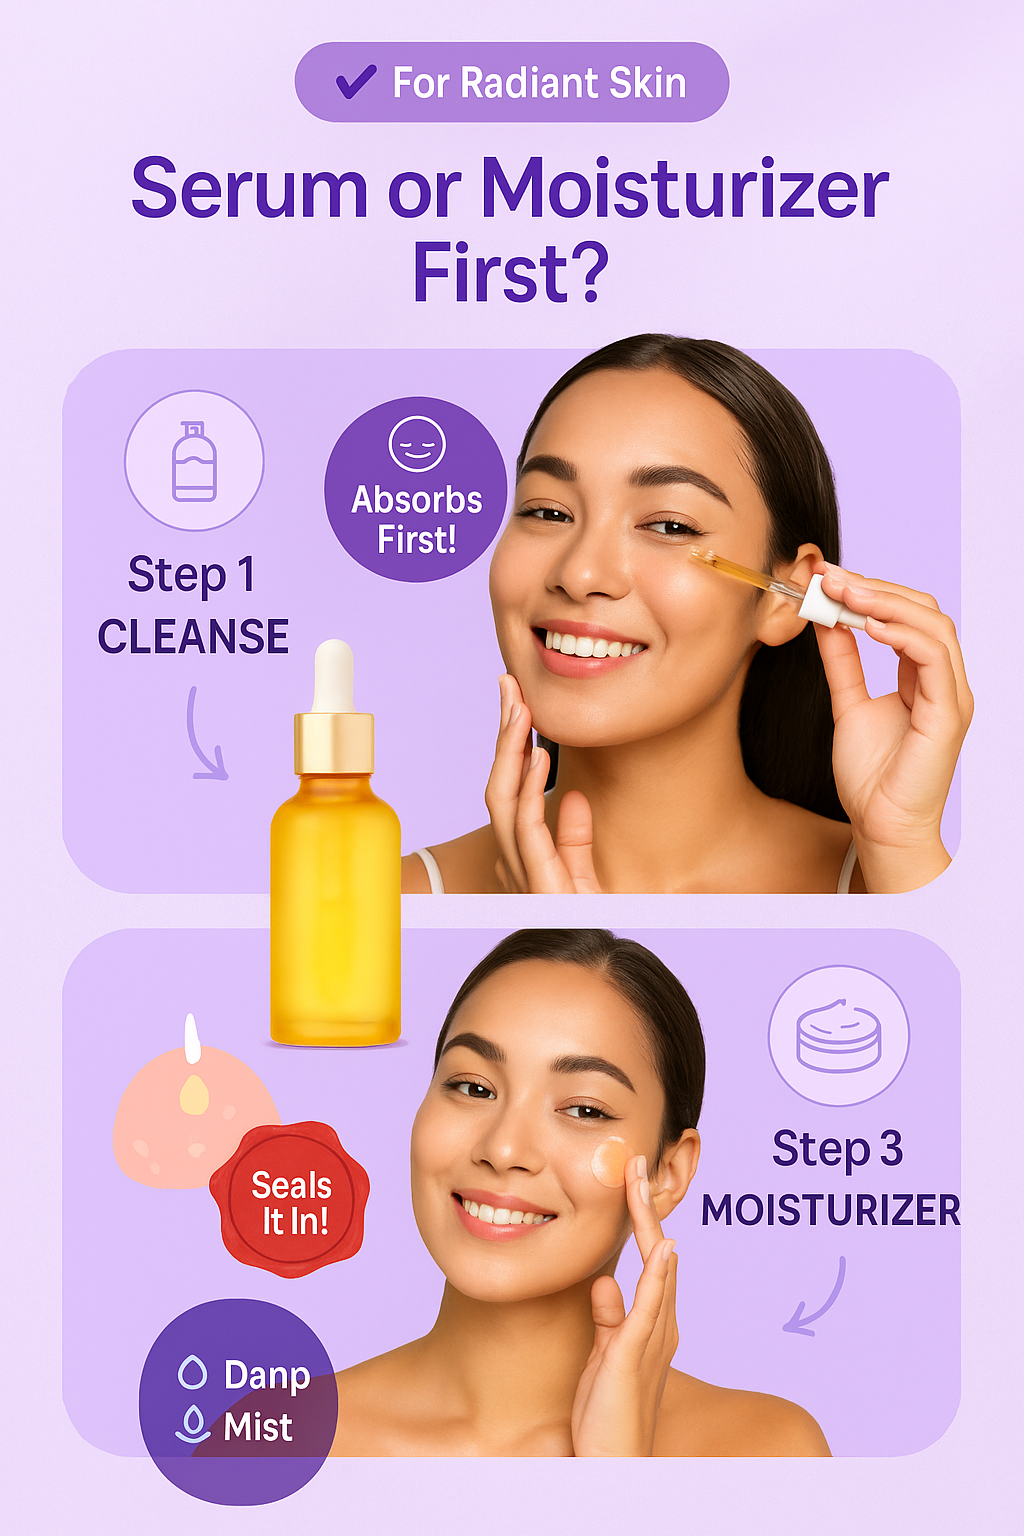 For Radiant Skin
Serum or Moisturizer
First?
Step 1
CLEANSE
Absorbs
First!
Seals
It In!
Step 3
MOISTURIZER
Danp
Mist